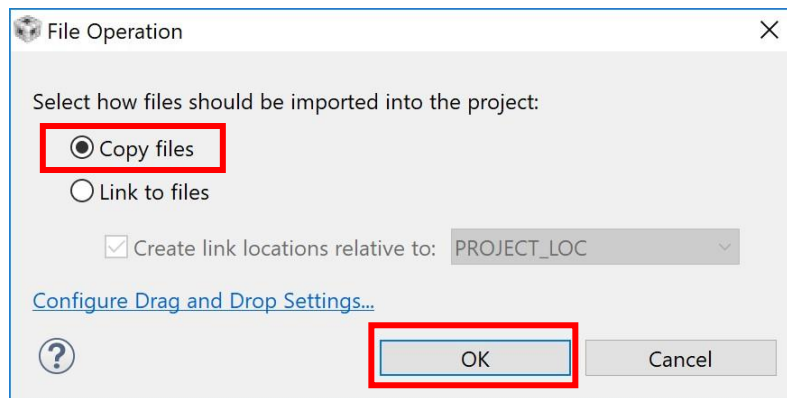 File Operation
Select how files should be imported into the project:
Copy files
Link to files
Create link locations relative to: PROJECT_LOC
Configure Drag and Drop Settings...
? OK Cancel